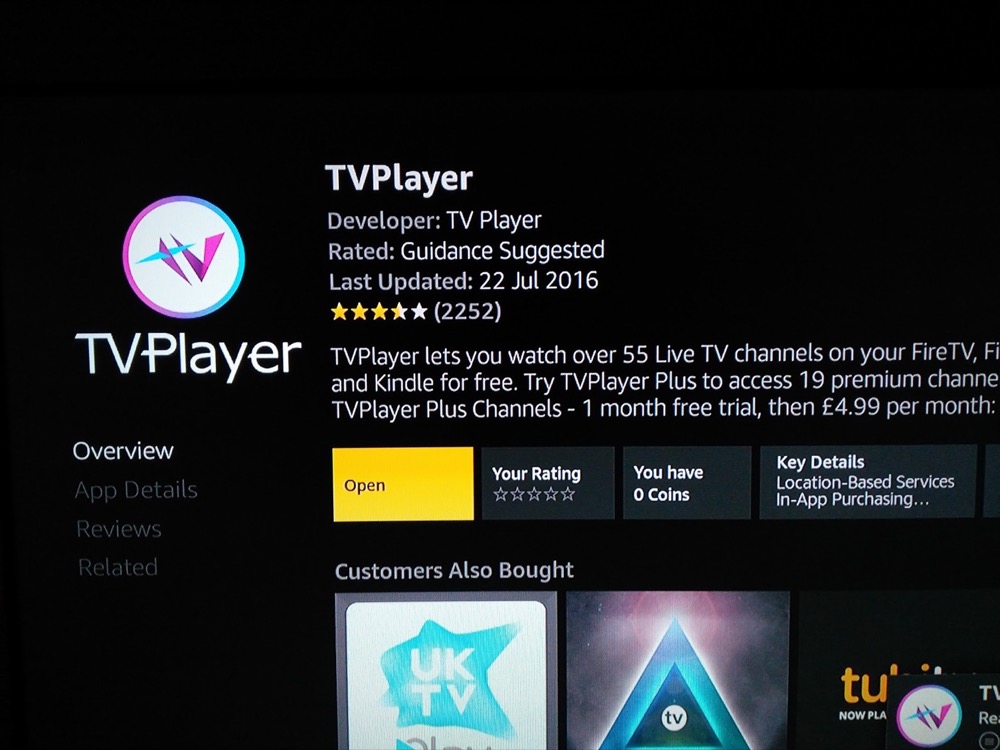 TVPlayer
Developer: TV Player
Rated: Guidance Suggested
Last Updated: 22 Jul 2016
(2252)
TVPlayer
TVPlayer lets you watch over 55 Live TV channels on your FireTV, Fi
and Kindle for free. Try TVPlayer Plus to access 19 premium channe
TVPlayer Plus Channels - 1 month free trial, then £4.99 per month:
Overview
App Details
Reviews
Related
Open
Your Rating
You have
0 Coins
Key Details
Location-Based Services
In-App Purchasing...
Customers Also Bought
UK
TV
play
tv
tubi
NOW PLA
TV
Rea